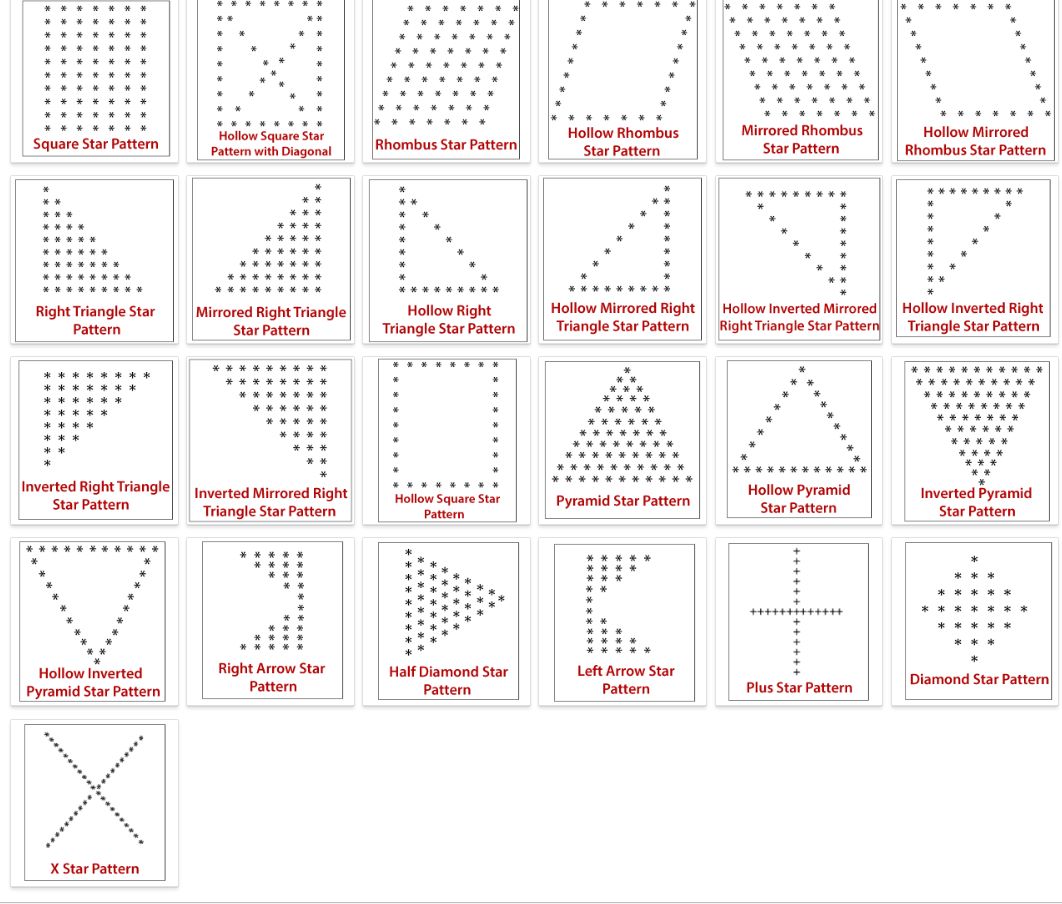 Square Star Pattern
Hollow Square Star
Pattern with Diagonal
Rhombus Star Pattern
Hollow Rhombus
Star Pattern
Mirrored Rhombus
Star Pattern
Hollow Mirrored
Rhombus Star Pattern
Right Triangle Star
Pattern
Mirrored Right Triangle
Star Pattern
Hollow Right
Triangle Star Pattern
Hollow Mirrored Right
Triangle Star Pattern
Hollow Inverted Mirrored
Right Triangle Star Pattern
Hollow Inverted Right
Triangle Star Pattern
Inverted Right Triangle
Star Pattern
Inverted Mirrored Right
Triangle Star Pattern
Hollow Square Star
Pattern
Pyramid Star Pattern
Hollow Pyramid
Star Pattern
Inverted Pyramid
Star Pattern
Hollow Inverted
Pyramid Star Pattern
Right Arrow Star
Pattern
Half Diamond Star
Pattern
Left Arrow Star
Pattern
Plus Star Pattern
Diamond Star Pattern
X Star Pattern